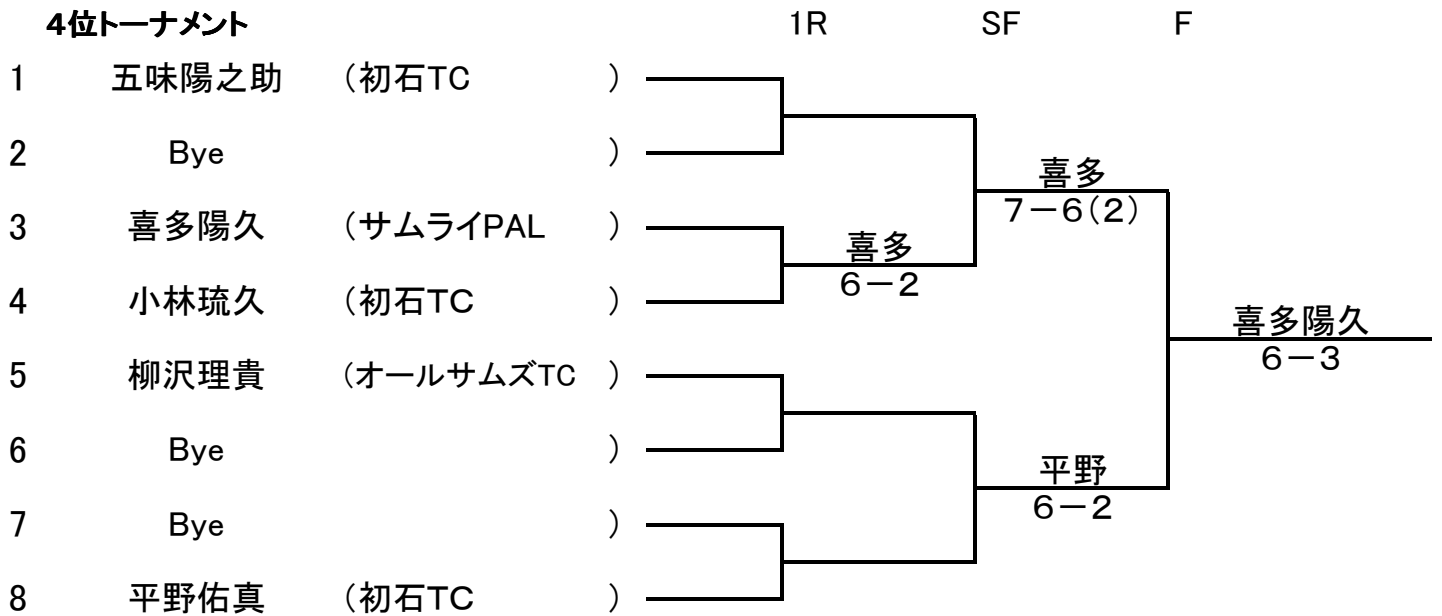 4位トーナメント 1R SF F
1 五味陽之助 （初石TC ）
2 Bye ）
喜多
7－6(2)
3 喜多陽久 （サムライPAL ）
喜多
6－2
4 小林琉久 （初石TC ）
喜多陽久
6－3
5 柳沢理貴 （オールサムズTC ）
6 Bye ）
平野
6－2
7 Bye ）
8 平野佑真 （初石TC ）